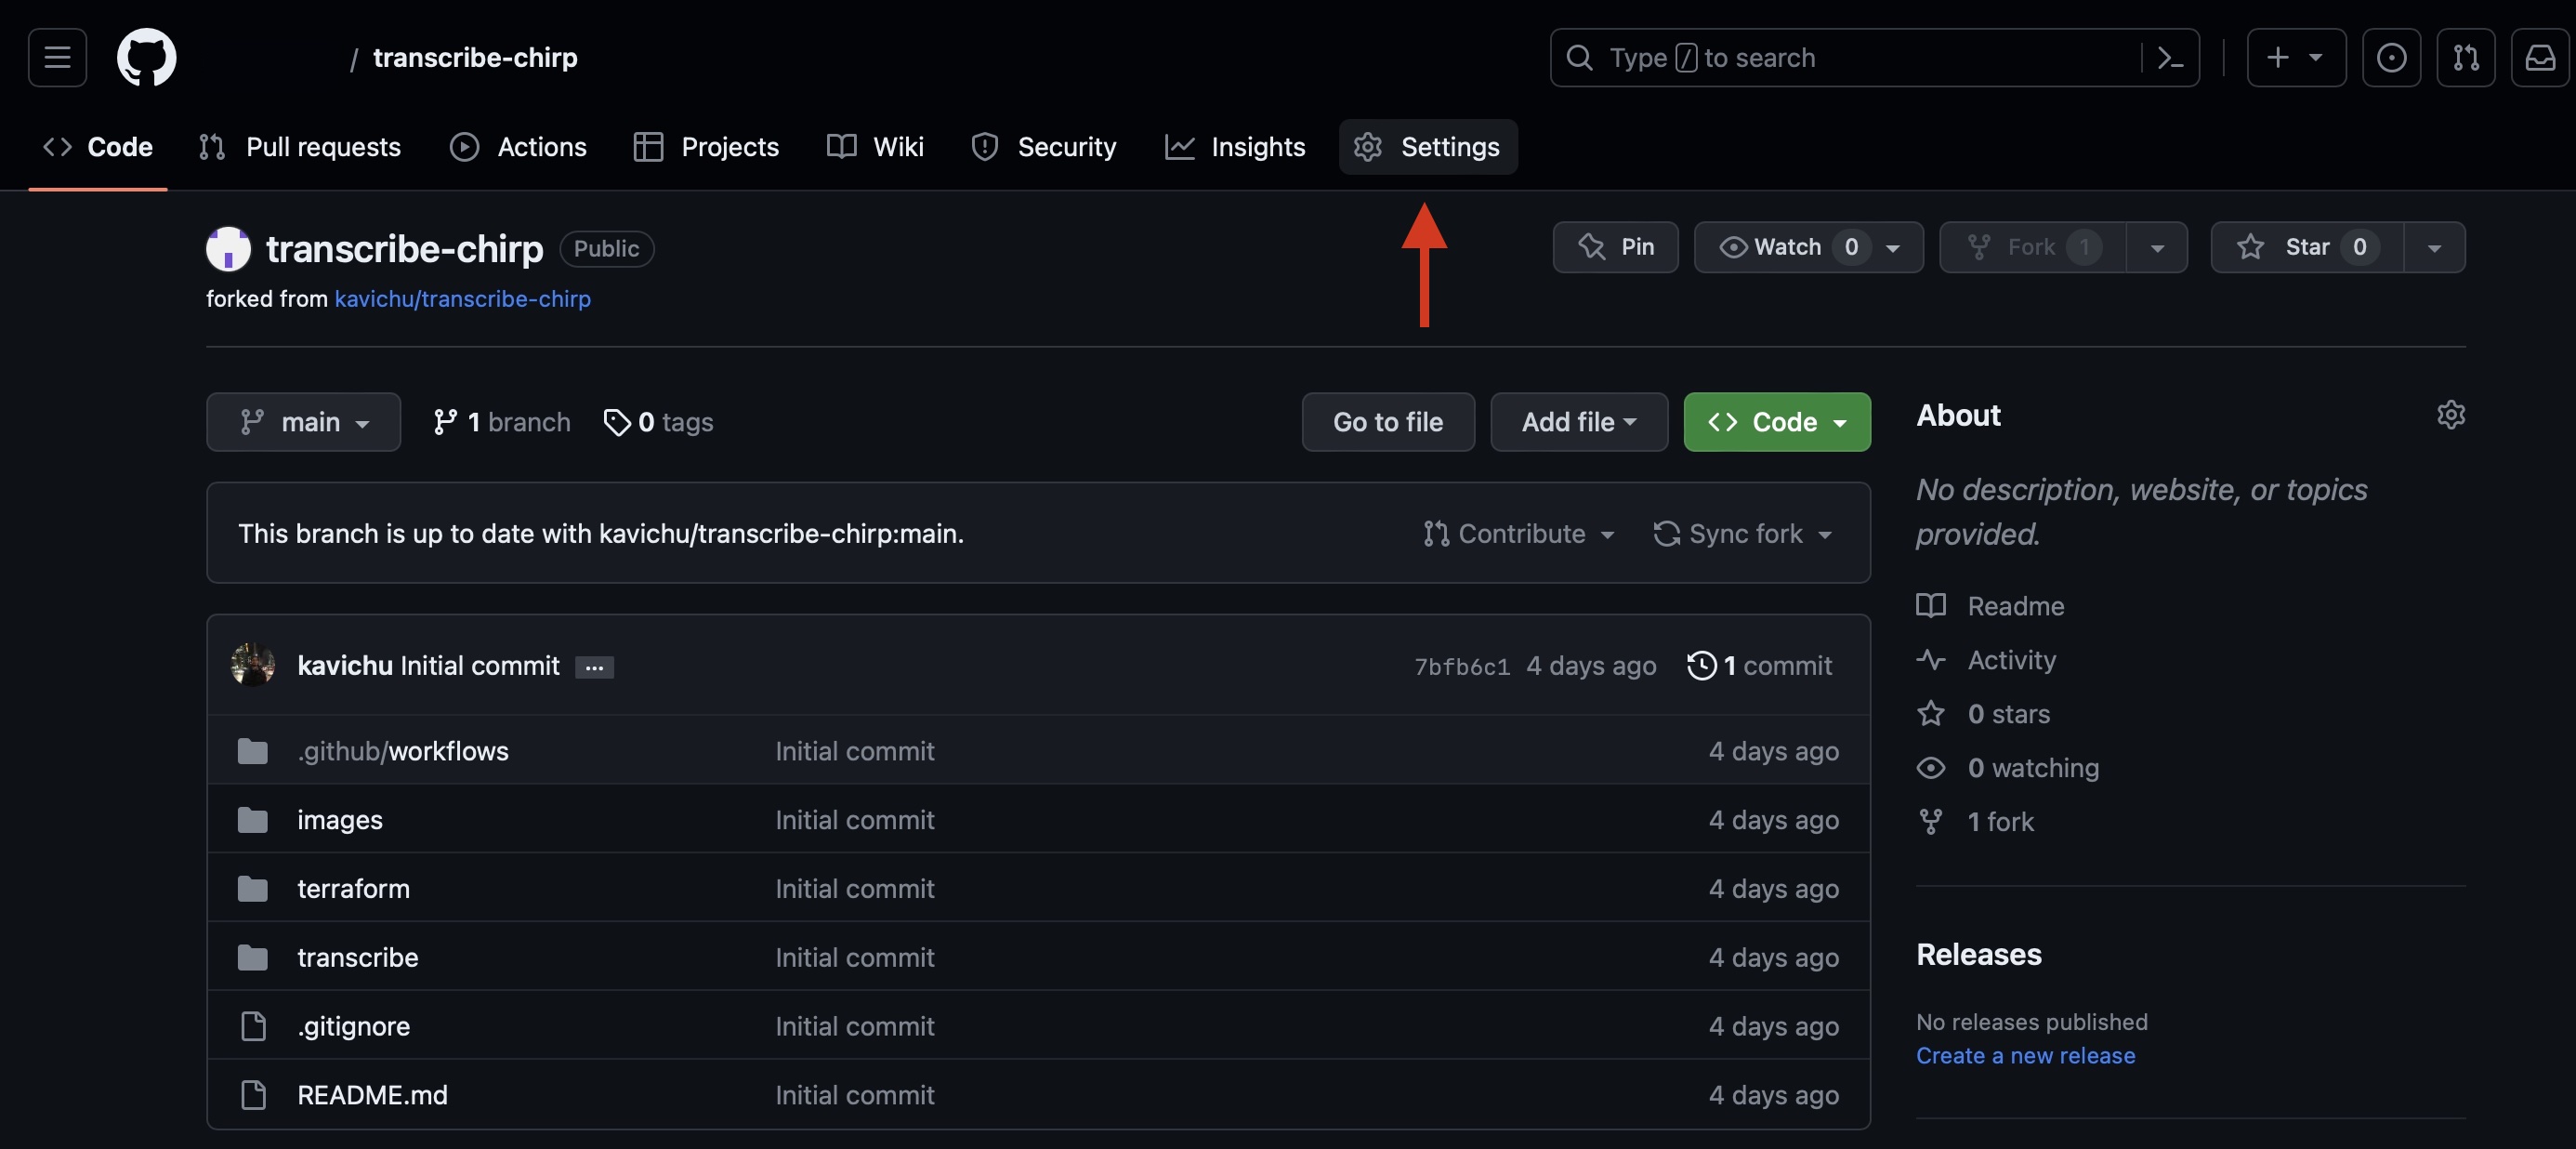 / transcribe-chirp
Type / to search
Code Pull requests Actions Projects Wiki Security Insights Settings
transcribe-chirp Public
Pin Watch 0 Fork 1 Star 0
forked from kavichu/transcribe-chirp
main 1 branch 0 tags Go to file Add file Code
This branch is up to date with kavichu/transcribe-chirp:main. Contribute Sync fork
kavichu Initial commit ... 7bfb6c1 4 days ago 1 commit
.github/workflows Initial commit 4 days ago
images Initial commit 4 days ago
terraform Initial commit 4 days ago
transcribe Initial commit 4 days ago
.gitignore Initial commit 4 days ago
README.md Initial commit 4 days ago
About
No description, website, or topics
provided.
Readme
Activity
0 stars
0 watching
1 fork
Releases
No releases published
Create a new release